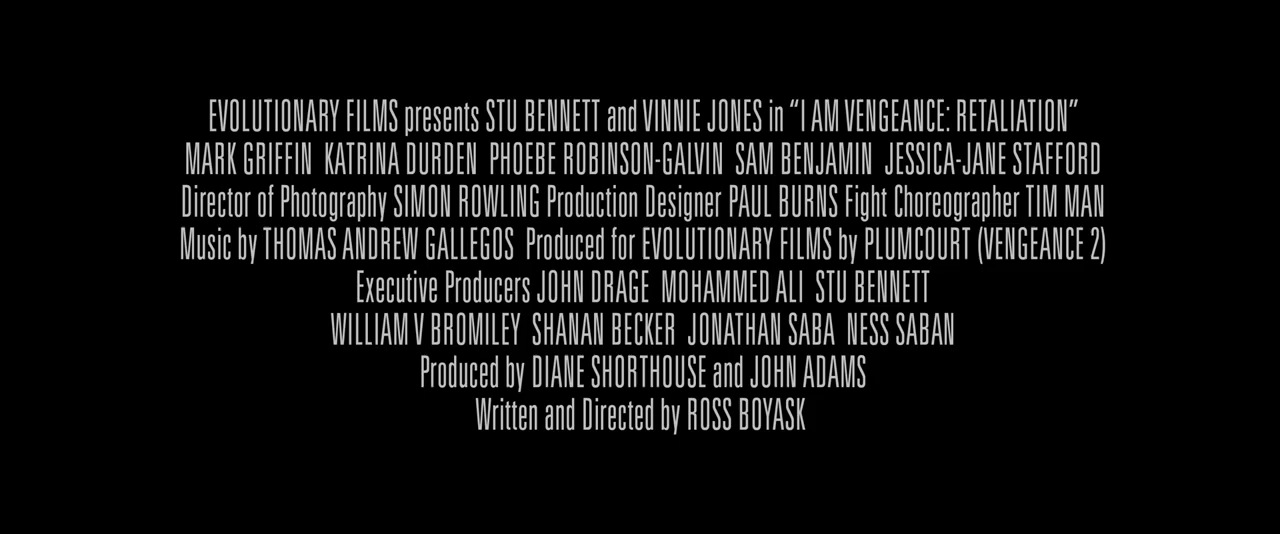 EVOLUTIONARY FILMS presents STU BENNETT and VINNIE JONES in “I AM VENGEANCE: RETALIATION”
MARK GRIFFIN KATRINA DURDEN PHOEBE ROBINSON-GALVIN SAM BENJAMIN JESSICA-JANE STAFFORD
Director of Photography SIMON ROWLING Production Designer PAUL BURNS Fight Choreographer TIM MAN
Music by THOMAS ANDREW GALLEGOS Produced for EVOLUTIONARY FILMS by PLUMCOURT (VENGEANCE 2)
Executive Producers JOHN DRAGE MOHAMMED ALI STU BENNETT
WILLIAM V BROMILEY SHANAN BECKER JONATHAN SABA NESS SABAN
Produced by DIANE SHORTHOUSE and JOHN ADAMS
Written and Directed by ROSS BOYASK